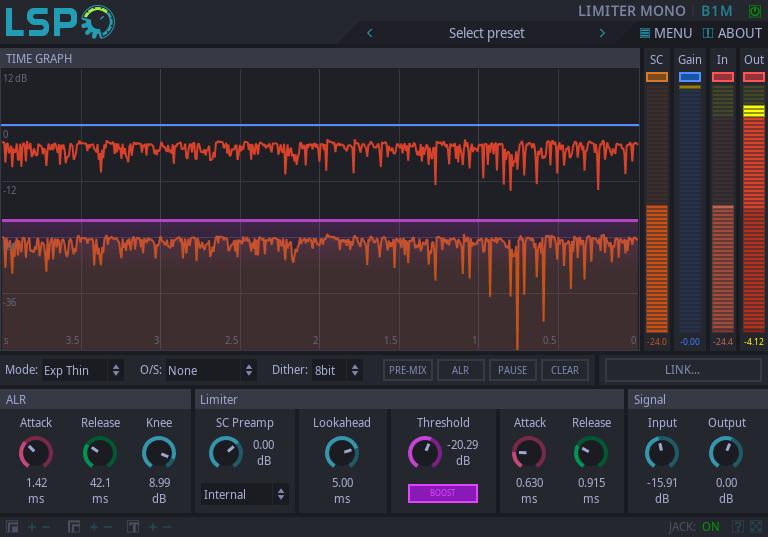 LSP
LIMITER MONO B1M
Select preset
MENU ABOUT
TIME GRAPH
SC Gain In Out
12 dB
0
-12
-36
s 3.5 3 2.5 2 1.5 1 0.5 0
-24.0 -0.00 -24.4 -4.12
Mode: Exp Thin O/S: None Dither: 8bit PRE-MIX ALR PAUSE CLEAR LINK...
ALR Limiter Signal
Attack Release Knee SC Preamp Lookahead Threshold Attack Release Input Output
0.00 dB
-20.29 dB
1.42 ms 42.1 ms 8.99 dB 5.00 ms 0.630 ms 0.915 ms -15.91 dB 0.00 dB
Internal BOOST
JACK: ON ?